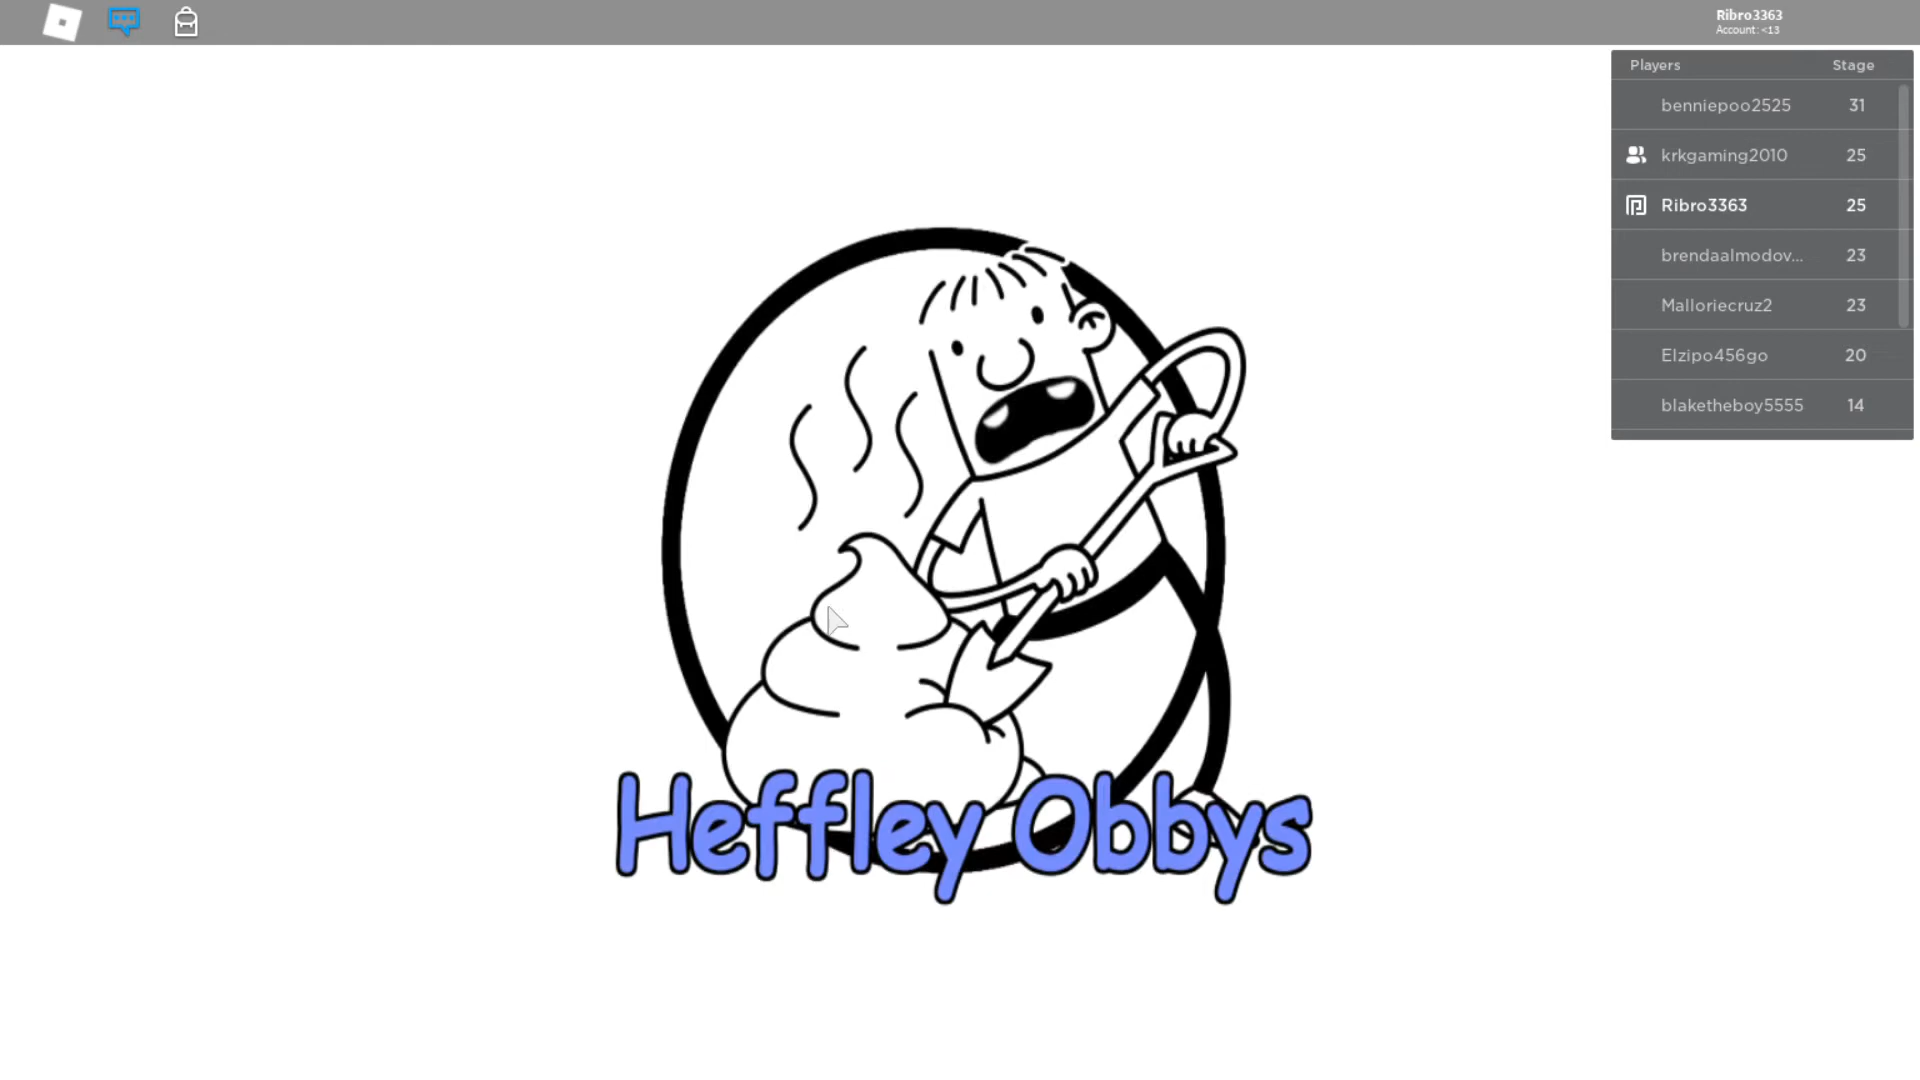 Ribro3363
Account: <13
Players Stage
benniepoo2525 31
krkgaming2010 25
Ribro3363 25
brendaalmodov... 23
Malloriecruz2 23
Elzipo456go 20
blaketheboy5555 14
Heffley Obbys